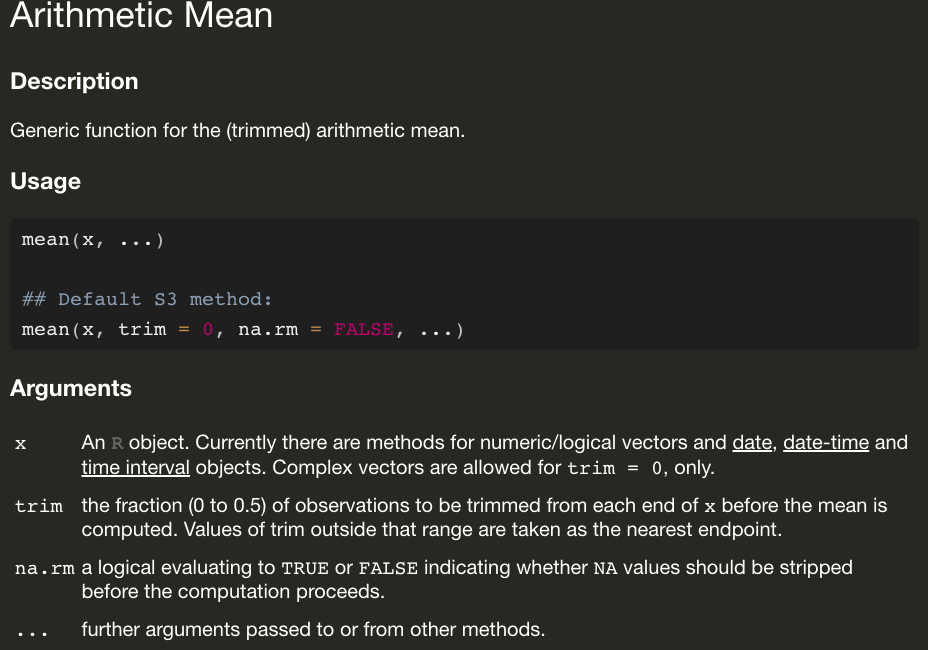 Arithmetic Mean
Description
Generic function for the (trimmed) arithmetic mean.
Usage
mean(x, ...)
## Default S3 method:
mean(x, trim = 0, na.rm = FALSE, ...)
Arguments
x An R object. Currently there are methods for numeric/logical vectors and date, date-time and
time interval objects. Complex vectors are allowed for trim = 0, only.
trim the fraction (0 to 0.5) of observations to be trimmed from each end of x before the mean is
computed. Values of trim outside that range are taken as the nearest endpoint.
na.rm a logical evaluating to TRUE or FALSE indicating whether NA values should be stripped
before the computation proceeds.
... further arguments passed to or from other methods.